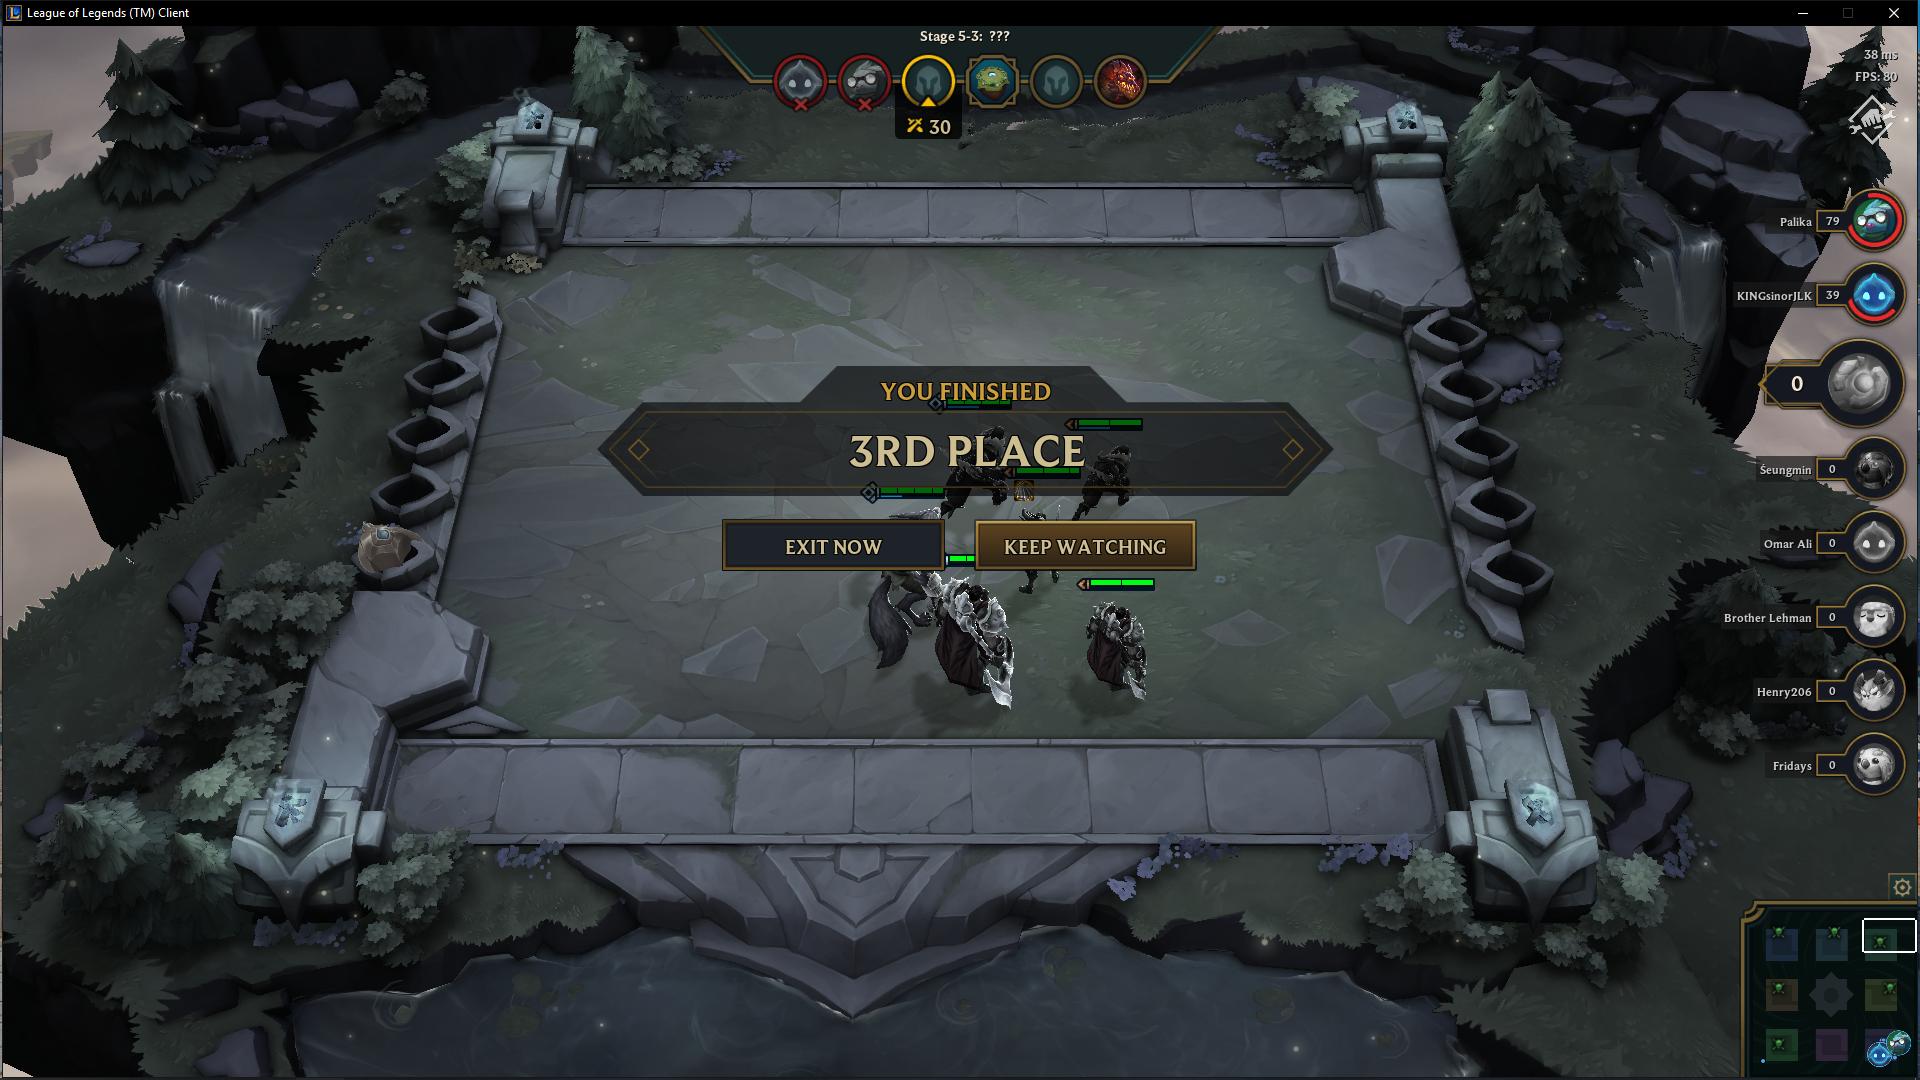 League of Legends (TM) Client
Stage 5-3: ???
30
38 ms
FPS: 80
Palika 79
KINGsinorJLK 39
0
Seungmin 0
Omar Ali 0
Brother Lehman 0
Henry206 0
Fridays 0
YOU FINISHED
3RD PLACE
EXIT NOW
KEEP WATCHING